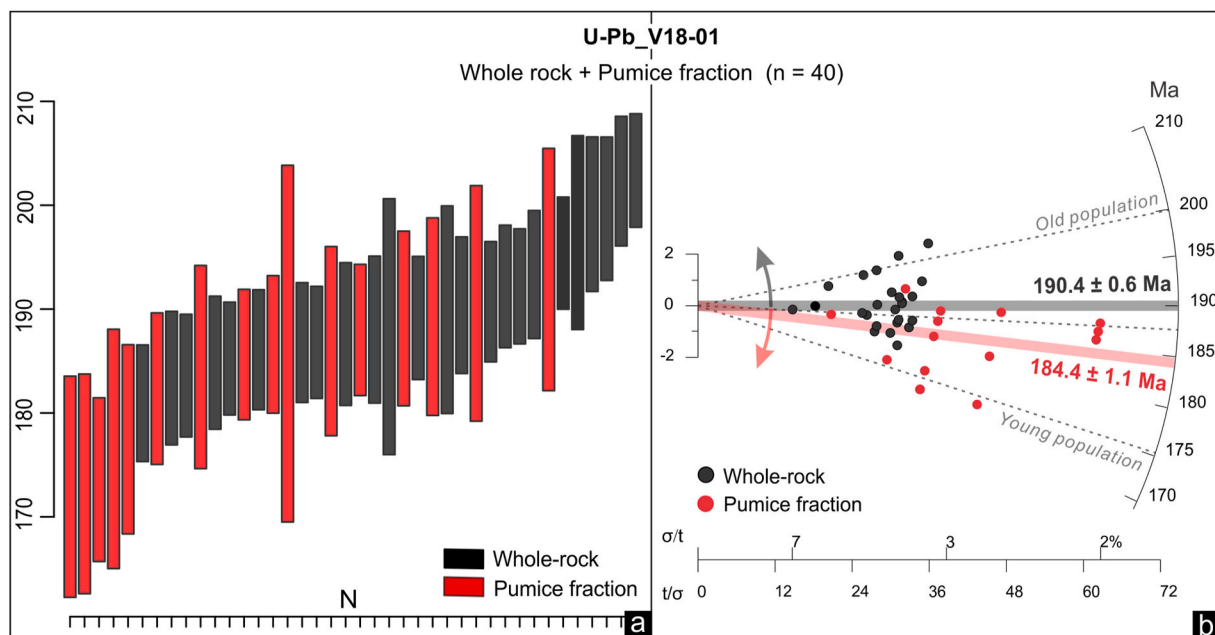 U-Pb_V18-01
Whole rock + Pumice fraction (n = 40)
210
200
190
180
170
Whole-rock
Pumice fraction
N
a
Ma
210
200
195
190
185
180
175
170
Old population
190.4 ± 0.6 Ma
184.4 ± 1.1 Ma
Young population
2
0
-2
Whole-rock
Pumice fraction
σ/t
7
3
2%
t/σ
0
12
24
36
48
60
72
b